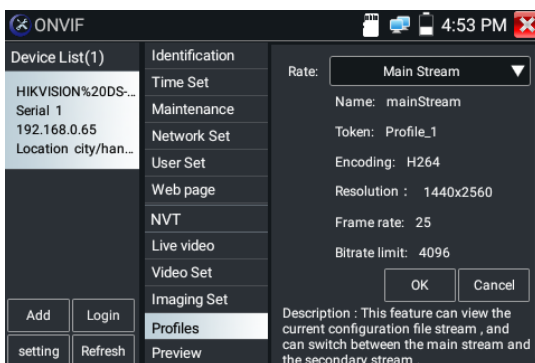 ONVIF
4:53 PM
Device List(1)
HIKVISION%20DS-...
Serial 1
192.168.0.65
Location city/han...
Add
Login
setting
Refresh
Identification
Time Set
Maintenance
Network Set
User Set
Web page
NVT
Live video
Video Set
Imaging Set
Profiles
Preview
Rate:
Main Stream
Name: mainStream
Token: Profile_1
Encoding: H264
Resolution : 1440x2560
Frame rate: 25
Bitrate limit: 4096
OK
Cancel
Description : This feature can view the
current configuration file stream , and
can switch between the main stream and
the secondary stream